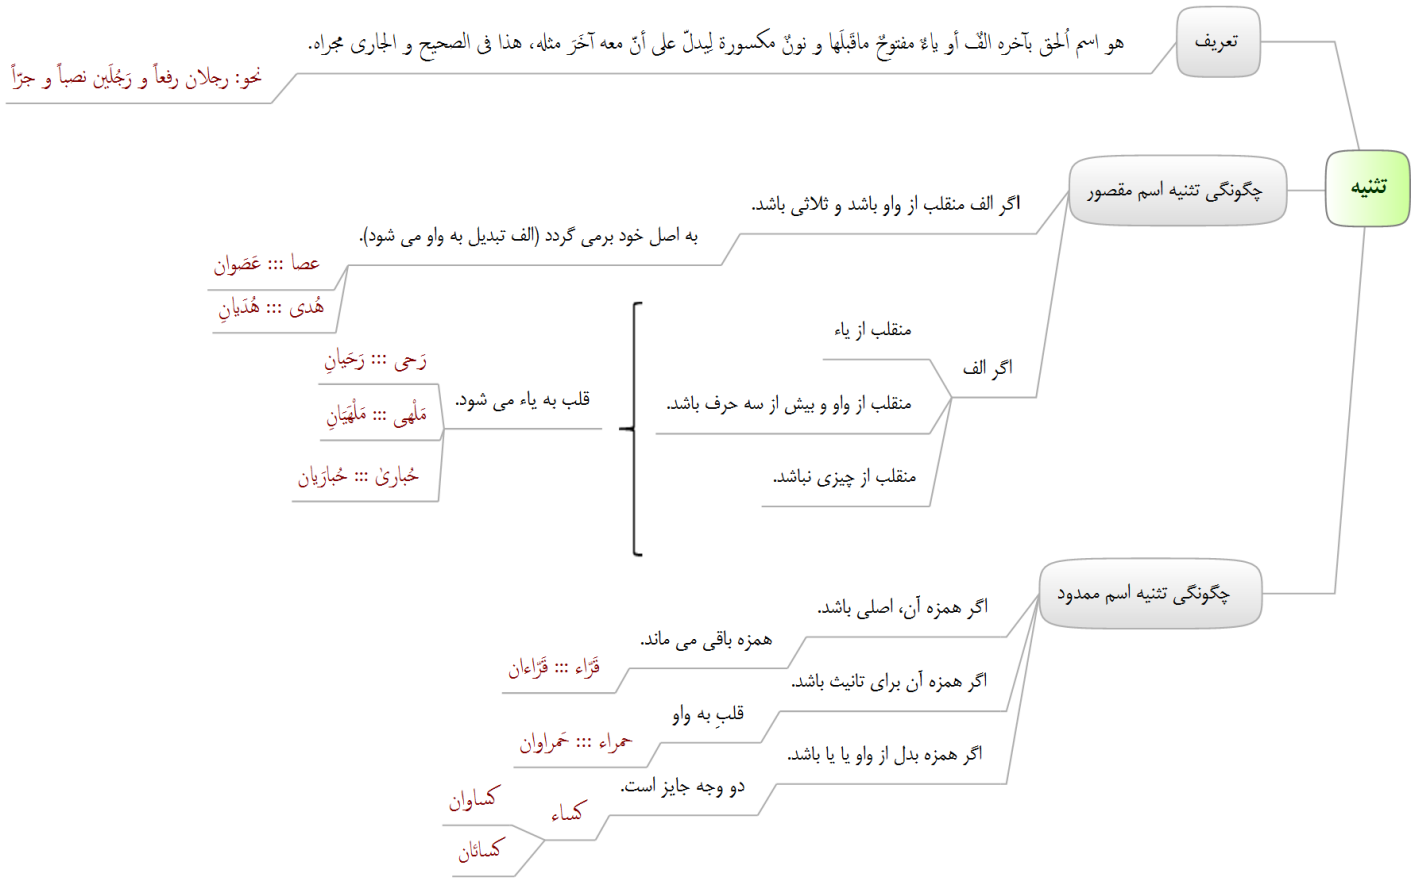 تثنیه
تعریف
هو اسم اُلحق بآخره الفٌ أو یاءٌ مفتوحٌ ماقَبلَها و نونٌ مکسورة لِیدلّ علی أنّ معه آخَرَ مثله، هذا فی الصحیح و الجاری مجراه.
نحو: رجلان رفعاً و رَجُلَین نصباً و جرّاً
چگونگی تثنیه اسم مقصور
اگر الف منقلب از واو باشد و ثلاثی باشد.
به اصل خود برمی گردد (الف تبدیل به واو می شود).
عصا ::: عَصَوان
هُدی ::: هُدَیانِ
اگر الف
منقلب از یاء
منقلب از واو و بیش از سه حرف باشد.
منقلب از چیزی نباشد.
قلب به یاء می شود.
رَحی ::: رَحَیانِ
مَلْهی ::: مَلْهَیَانِ
حُباریٰ ::: حُبارَیان
چگونگی تثنیه اسم ممدود
اگر همزه آن، اصلی باشد.
همزه باقی می ماند.
قَرّاء ::: قَرّاءان
اگر همزه آن برای تانیث باشد.
قلبِ به واو
حمراء ::: حَمراوان
اگر همزه بدل از واو یا یا باشد.
دو وجه جایز است.
کساء
کساوان
کسائان